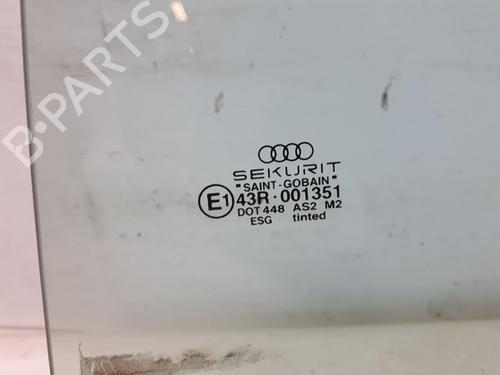 B-PARTS
SEKURIT
"SAINT-GOBAIN"
E1 43R-001351
DOT 448 AS2 M2
ESG tinted